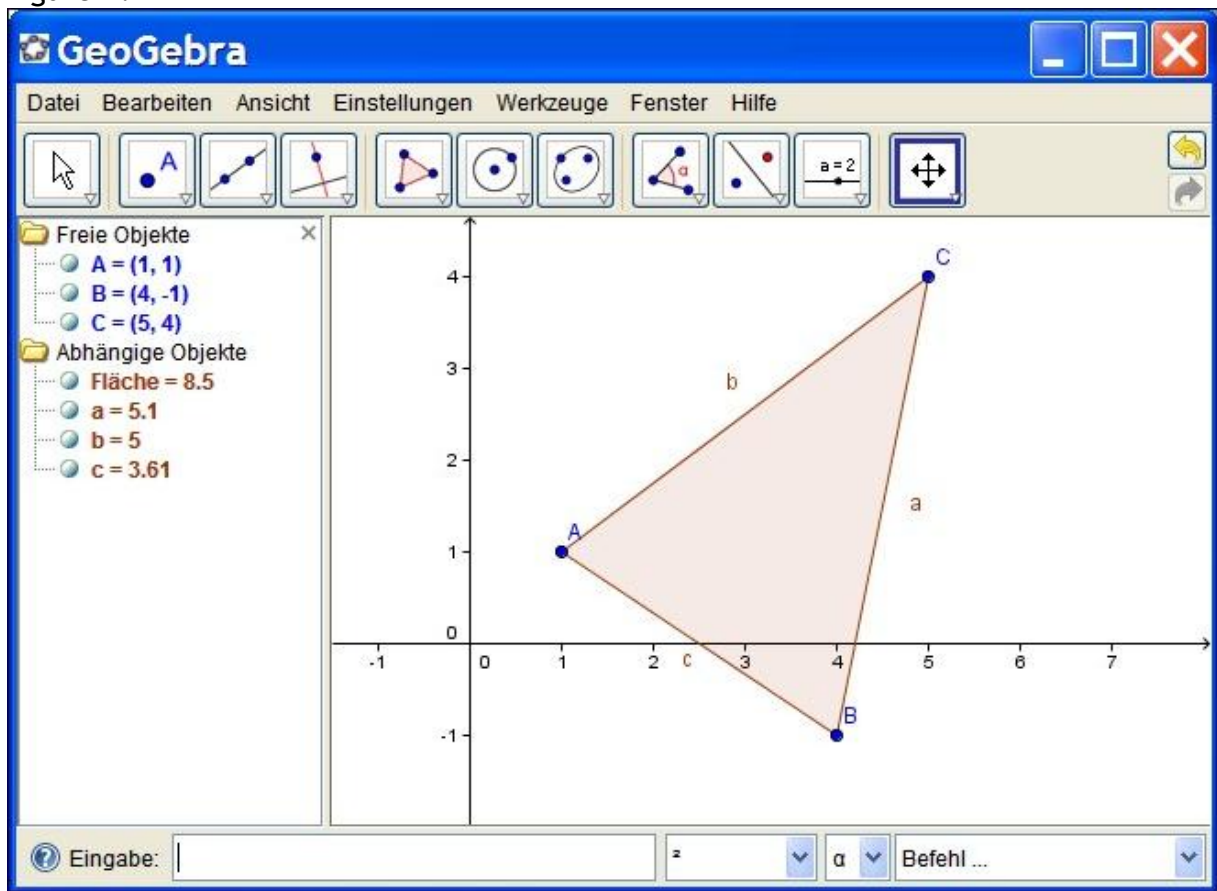 GeoGebra
Datei Bearbeiten Ansicht Einstellungen Werkzeuge Fenster Hilfe
A α a = 2
Freie Objekte
A = (1, 1)
B = (4, -1)
C = (5, 4)
Abhängige Objekte
Fläche = 8.5
a = 5.1
b = 5
c = 3.61
C
4
3
b
2
a
A
1
0
-1 0 1 2 c 3 4 5 6 7
B
-1
Eingabe: ² α Befehl ...